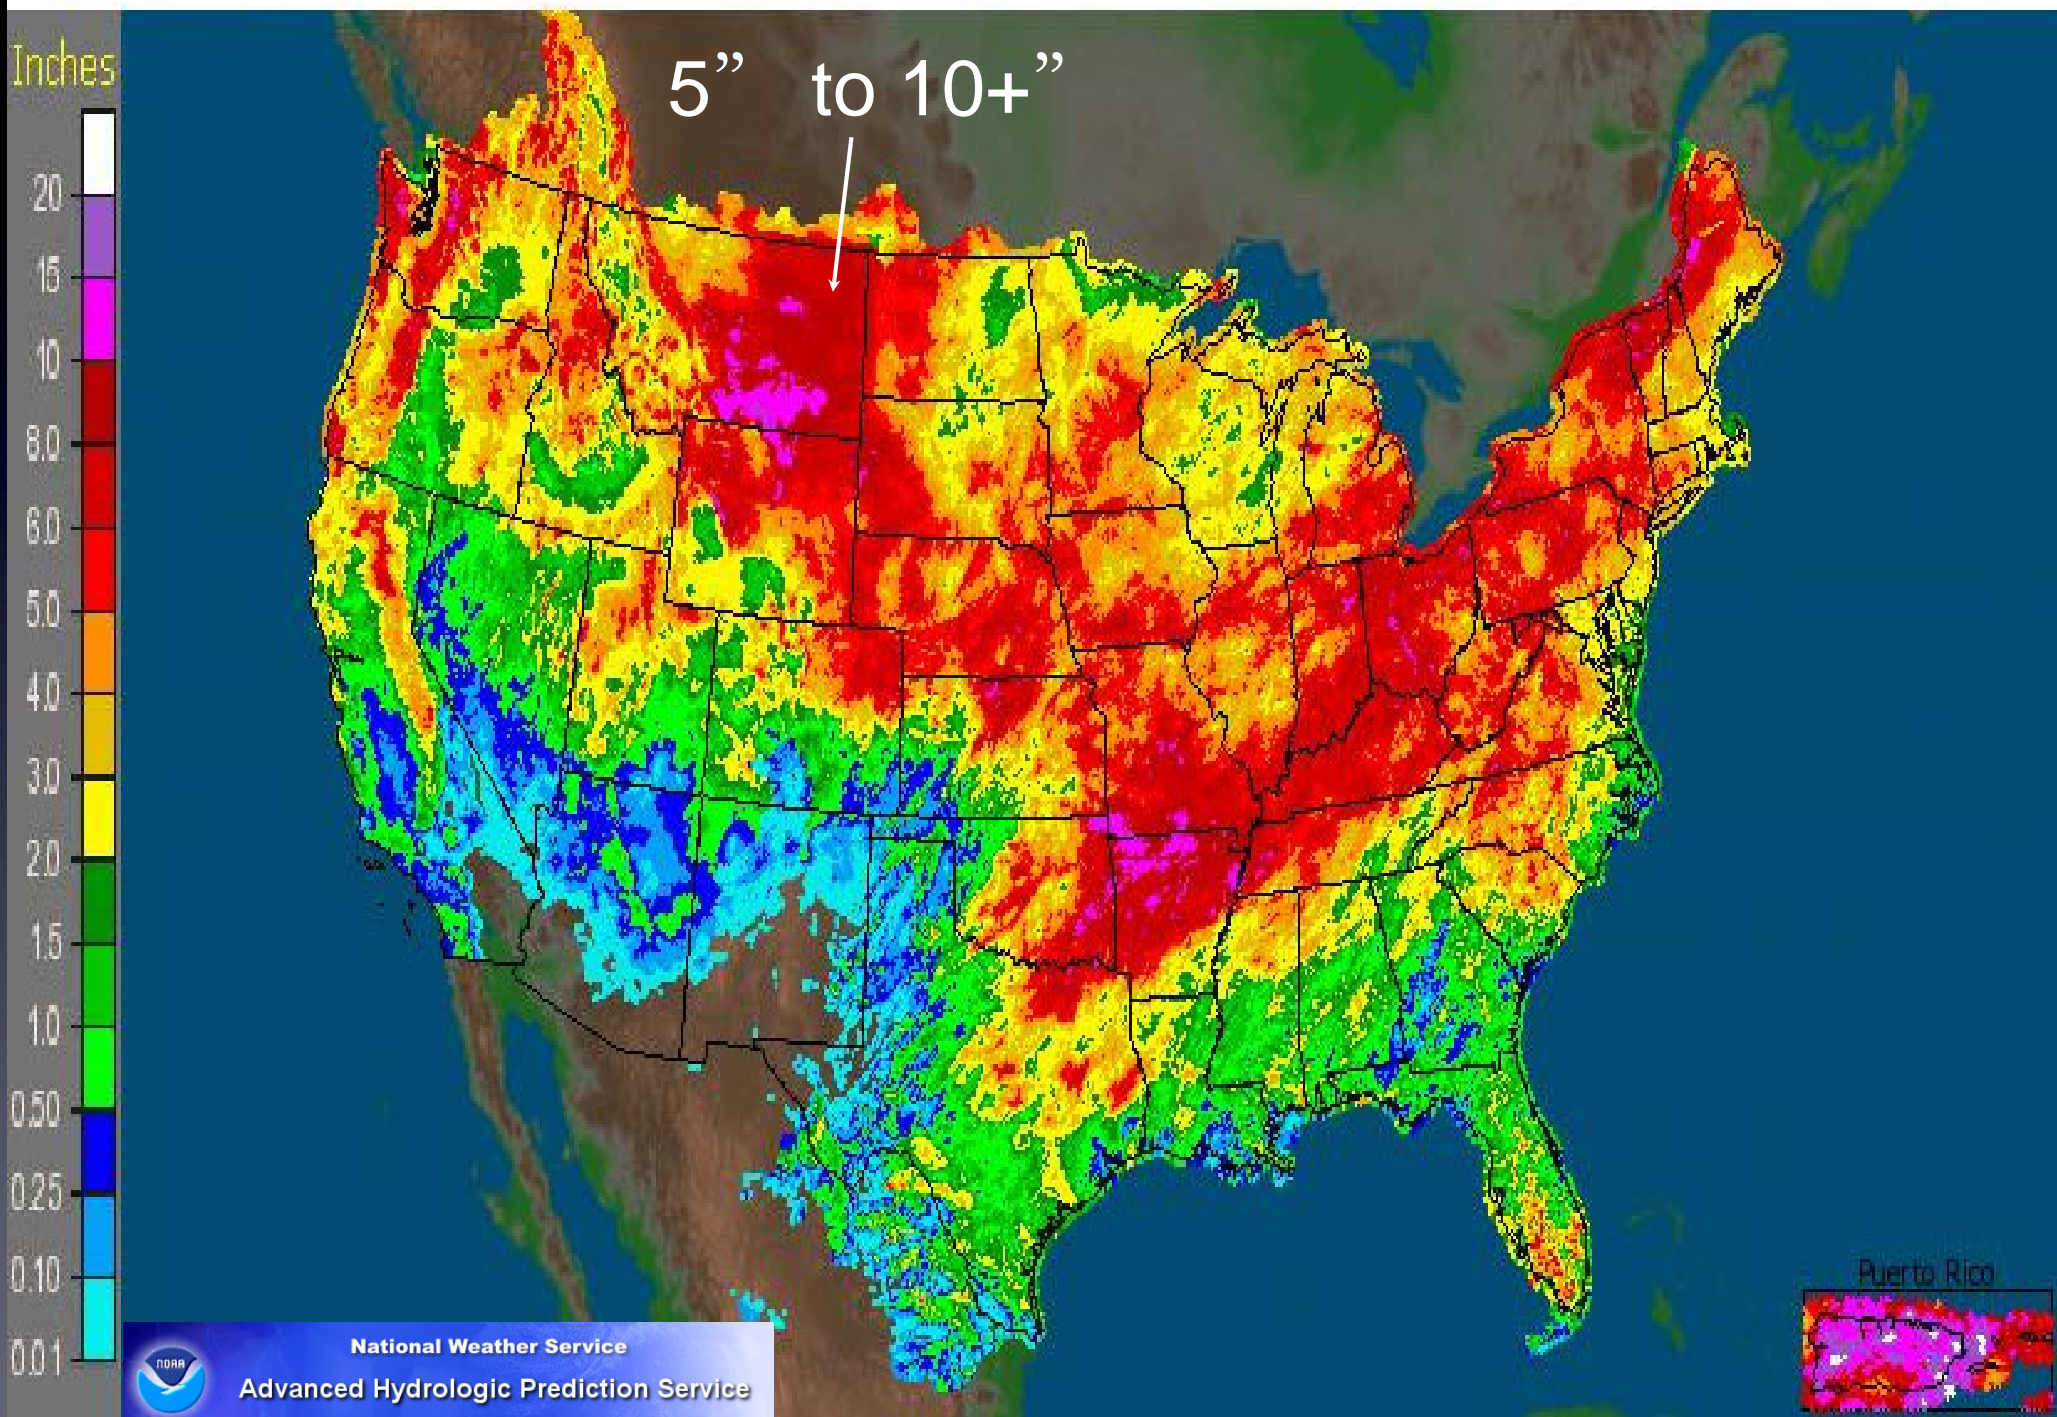 Inches
5” to 10+”
20
15
10
8.0
6.0
5.0
4.0
3.0
2.0
1.5
1.0
0.50
0.25
0.10
0.01
Puerto Rico
NOAA
National Weather Service
Advanced Hydrologic Prediction Service